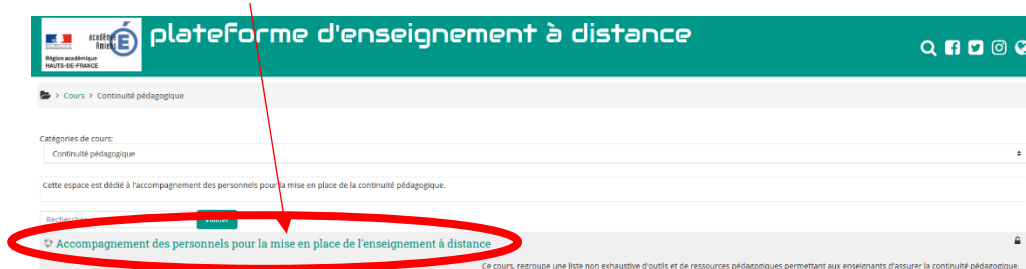 académie
Amiens
É
Région académique
HAUTS-DE-FRANCE
plateforme d'enseignement à distance
> Cours > Continuité pédagogique
Catégories de cours:
Continuité pédagogique
Cette espace est dédié à l'accompagnement des personnels pour la mise en place de la continuité pédagogique.
Accompagnement des personnels pour la mise en place de l'enseignement à distance
Ce cours, regroupe une liste non exhaustive d'outils et de ressources pédagogiques permettant aux enseignants d'assurer la continuité pédagogique.